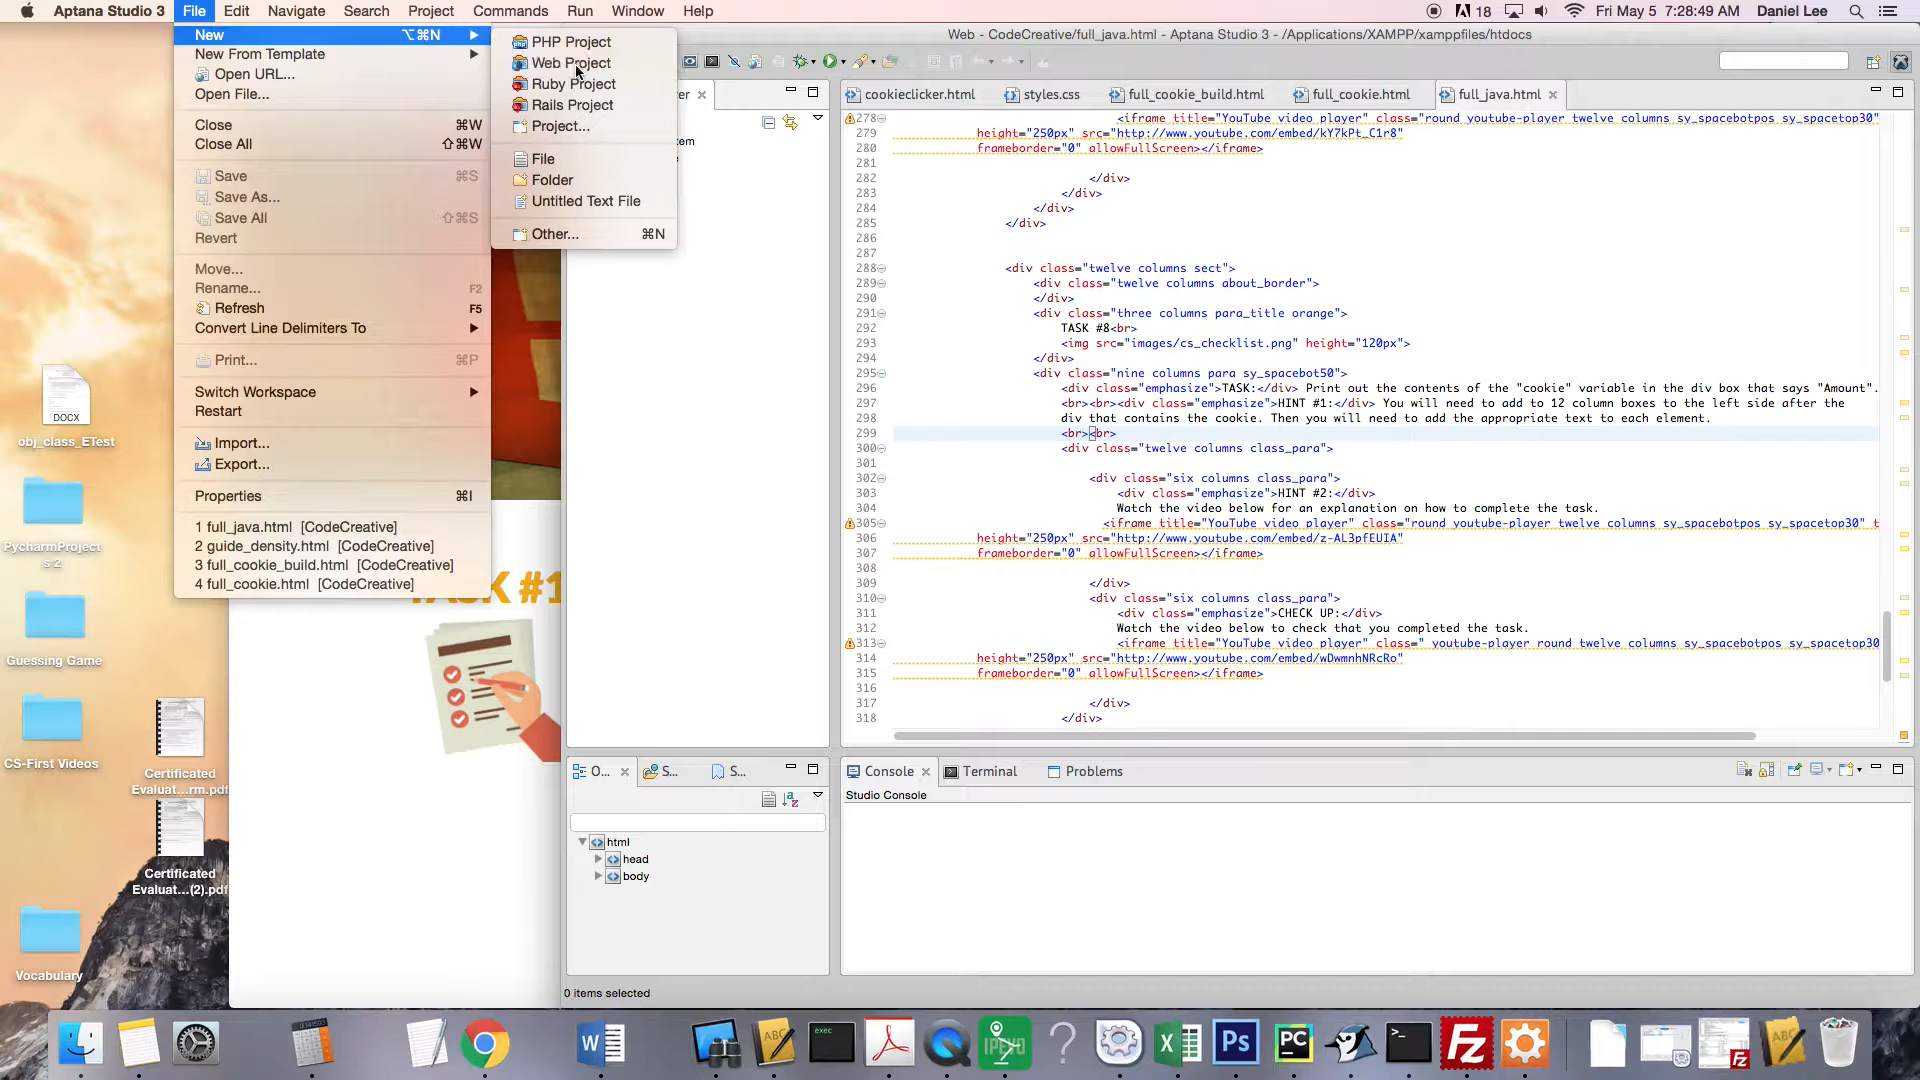 Aptana Studio 3 File Edit Navigate Search Project Commands Run Window Help 18 Fri May 5 7:28:49 AM Daniel Lee
Web - CodeCreative/full_java.html - Aptana Studio 3 - /Applications/XAMPP/xamppfiles/htdocs
New ⌥⌘N
New From Template
Open URL...
Open File...
Close ⌘W
Close All ⇧⌘W
Save ⌘S
Save As...
Save All ⇧⌘S
Revert
Move...
Rename... F2
Refresh F5
Convert Line Delimiters To
Print... ⌘P
Switch Workspace
Restart
Import...
Export...
Properties ⌘I
1 full_java.html [CodeCreative]
2 guide_density.html [CodeCreative]
3 full_cookie_build.html [CodeCreative]
4 full_cookie.html [CodeCreative]
PHP Project
Web Project
Ruby Project
Rails Project
Project...
File
Folder
Untitled Text File
Other... ⌘N
cookieclicker.html styles.css full_cookie_build.html full_cookie.html full_java.html
278 <iframe title="YouTube video player" class="round youtube-player twelve columns sy_spacebotpos sy_spacetop30"
279 height="250px" src="http://www.youtube.com/embed/kY7kPt_C1r8"
280 frameborder="0" allowFullScreen></iframe>
281
282 </div>
283 </div>
284 </div>
285 </div>
286
287
288 <div class="twelve columns sect">
289 <div class="twelve columns about_border">
290 </div>
291 <div class="three columns para_title orange">
292 TASK #8<br>
293 <img src="images/cs_checklist.png" height="120px">
294 </div>
295 <div class="nine columns para sy_spacebot50">
296 <div class="emphasize">TASK:</div> Print out the contents of the "cookie" variable in the div box that says "Amount".
297 <br><br><div class="emphasize">HINT #1:</div> You will need to add to 12 column boxes to the left side after the
298 div that contains the cookie. Then you will need to add the appropriate text to each element.
299 <br><br>
300 <div class="twelve columns class_para">
301
302 <div class="six columns class_para">
303 <div class="emphasize">HINT #2:</div>
304 Watch the video below for an explanation on how to complete the task.
305 <iframe title="YouTube video player" class="round youtube-player twelve columns sy_spacebotpos sy_spacetop30" t
306 height="250px" src="http://www.youtube.com/embed/z-AL3pfEUIA"
307 frameborder="0" allowFullScreen></iframe>
308
309 </div>
310 <div class="six columns class_para">
311 <div class="emphasize">CHECK UP:</div>
312 Watch the video below to check that you completed the task.
313 <iframe title="YouTube video player" class=" youtube-player round twelve columns sy_spacebotpos sy_spacetop30
314 height="250px" src="http://www.youtube.com/embed/wDwmnhNRcRo"
315 frameborder="0" allowFullScreen></iframe>
316
317 </div>
318 </div>
er
tem
TASK #1
O... S... S...
html
head
body
0 items selected
Console Terminal Problems
Studio Console
DOCX
obj_class_ETest
PycharmProjects 2
Guessing Game
CS-First Videos
Certificated
Evaluat...rm.pdf
Certificated
Evaluat...(2).pdf
Vocabulary
W
ABC
exec
IPEVO
?
X
Ps
PC
>_
Fz
Fz
ABC